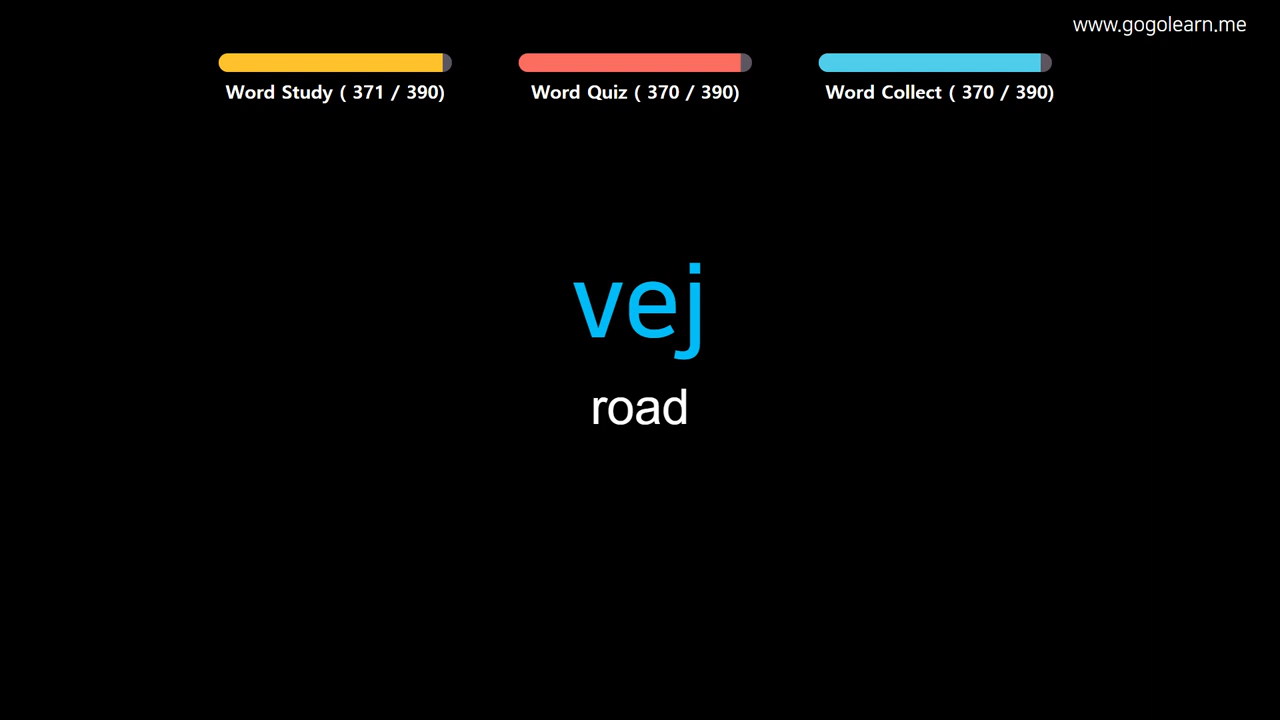 www.gogolearn.me
Word Study ( 371 / 390)
Word Quiz ( 370 / 390)
Word Collect ( 370 / 390)
vej
road